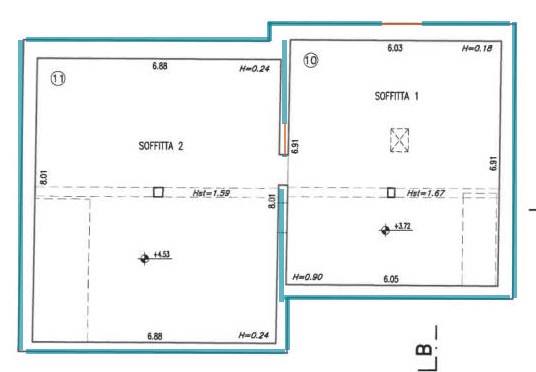 6.88
H=0.24
11
6.03
H=0.18
10
SOFFITTA 1
SOFFITTA 2
6.91
6.91
8.01
8.01
Hst=1.59
Hst=1.67
+4.53
+3.72
H=0.90
6.05
6.88
H=0.24
B